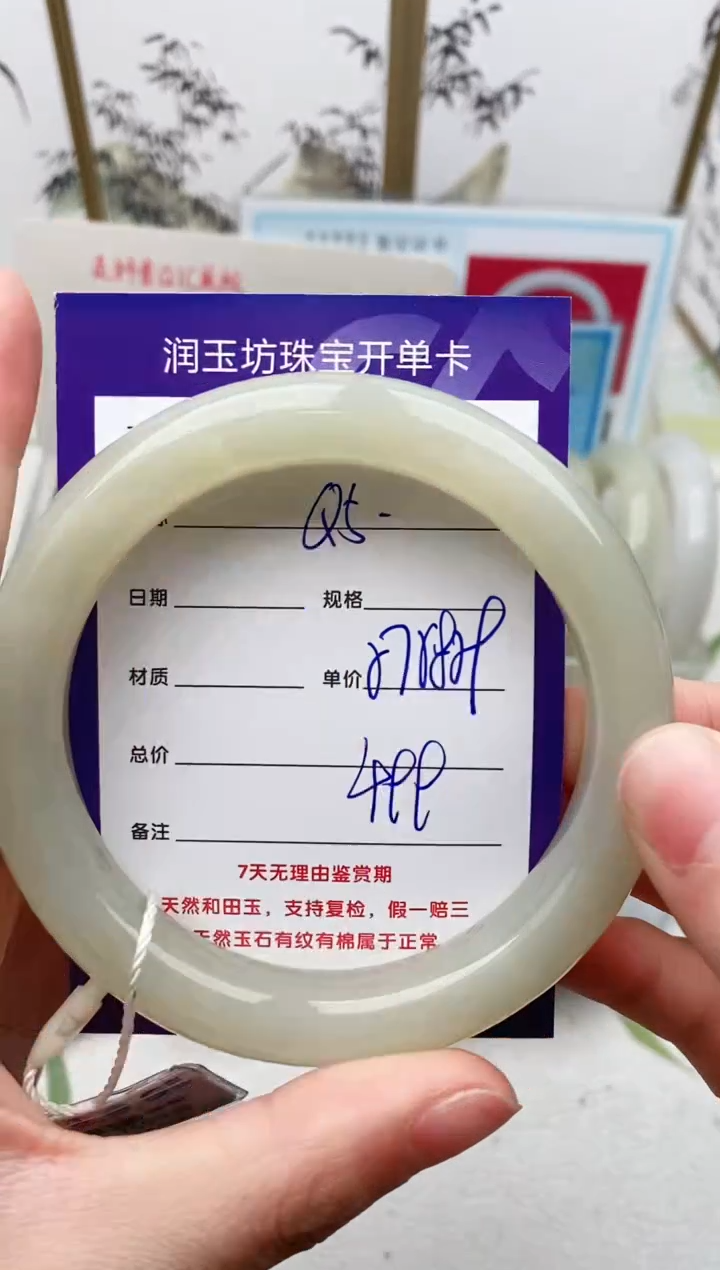 润玉坊珠宝开单卡
Q5-
日期 规格
材质 单价
总价 499
备注
7天无理由鉴赏期
天然和田玉，支持复检，假一赔三
天然玉石有纹有棉属于正常